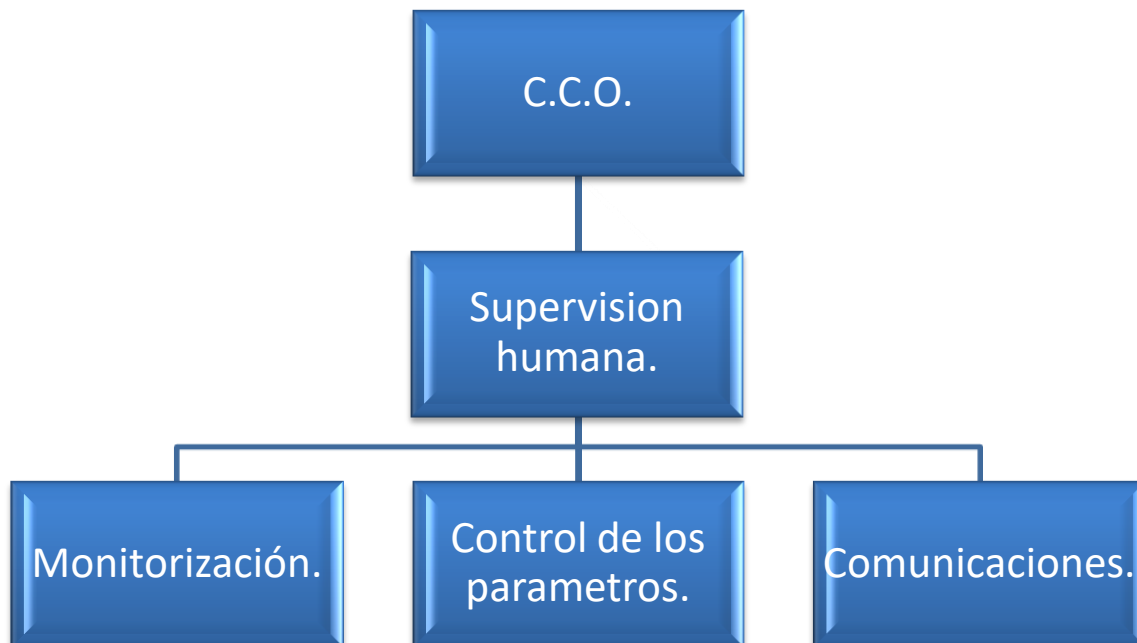 C.C.O.
Supervision
humana.
Monitorización.
Control de los
parametros.
Comunicaciones.